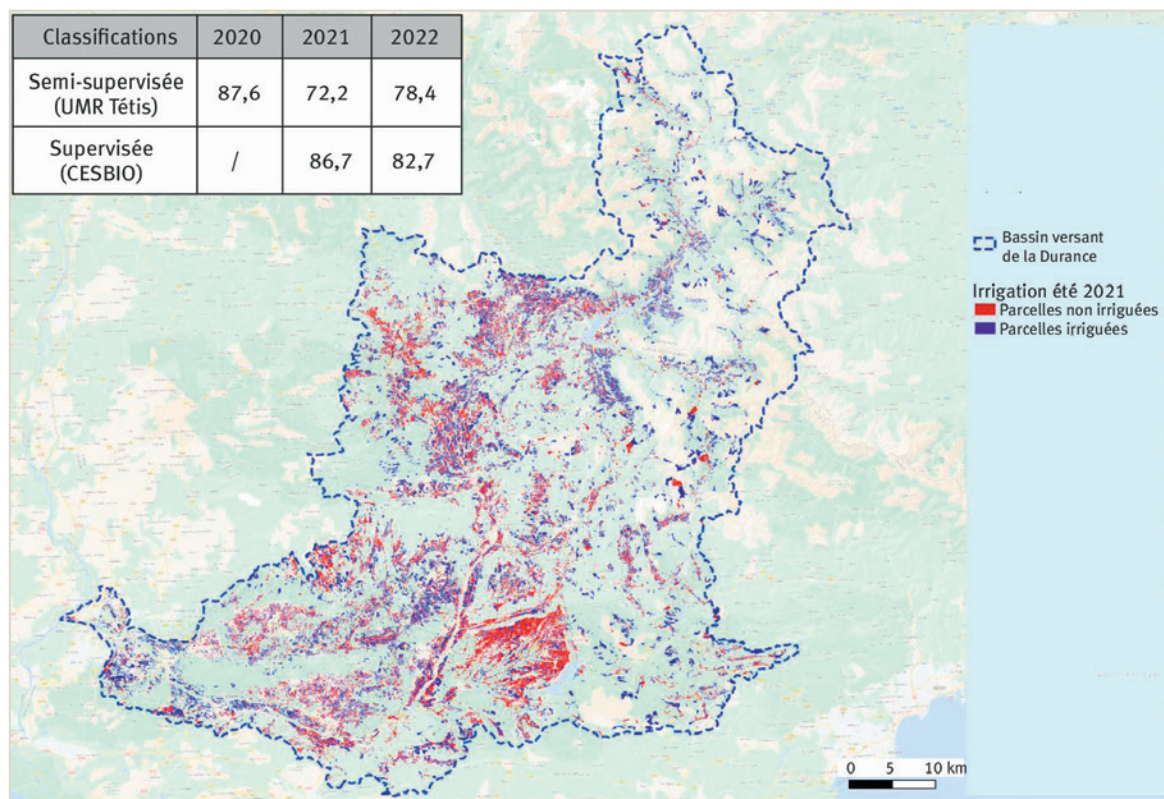 Classifications 2020 2021 2022
Semi-supervisée
(UMR Tétis) 87,6 72,2 78,4
Supervisée
(CESBIO) / 86,7 82,7
Bassin versant
de la Durance
Irrigation été 2021
Parcelles non irriguées
Parcelles irriguées
0 5 10 km